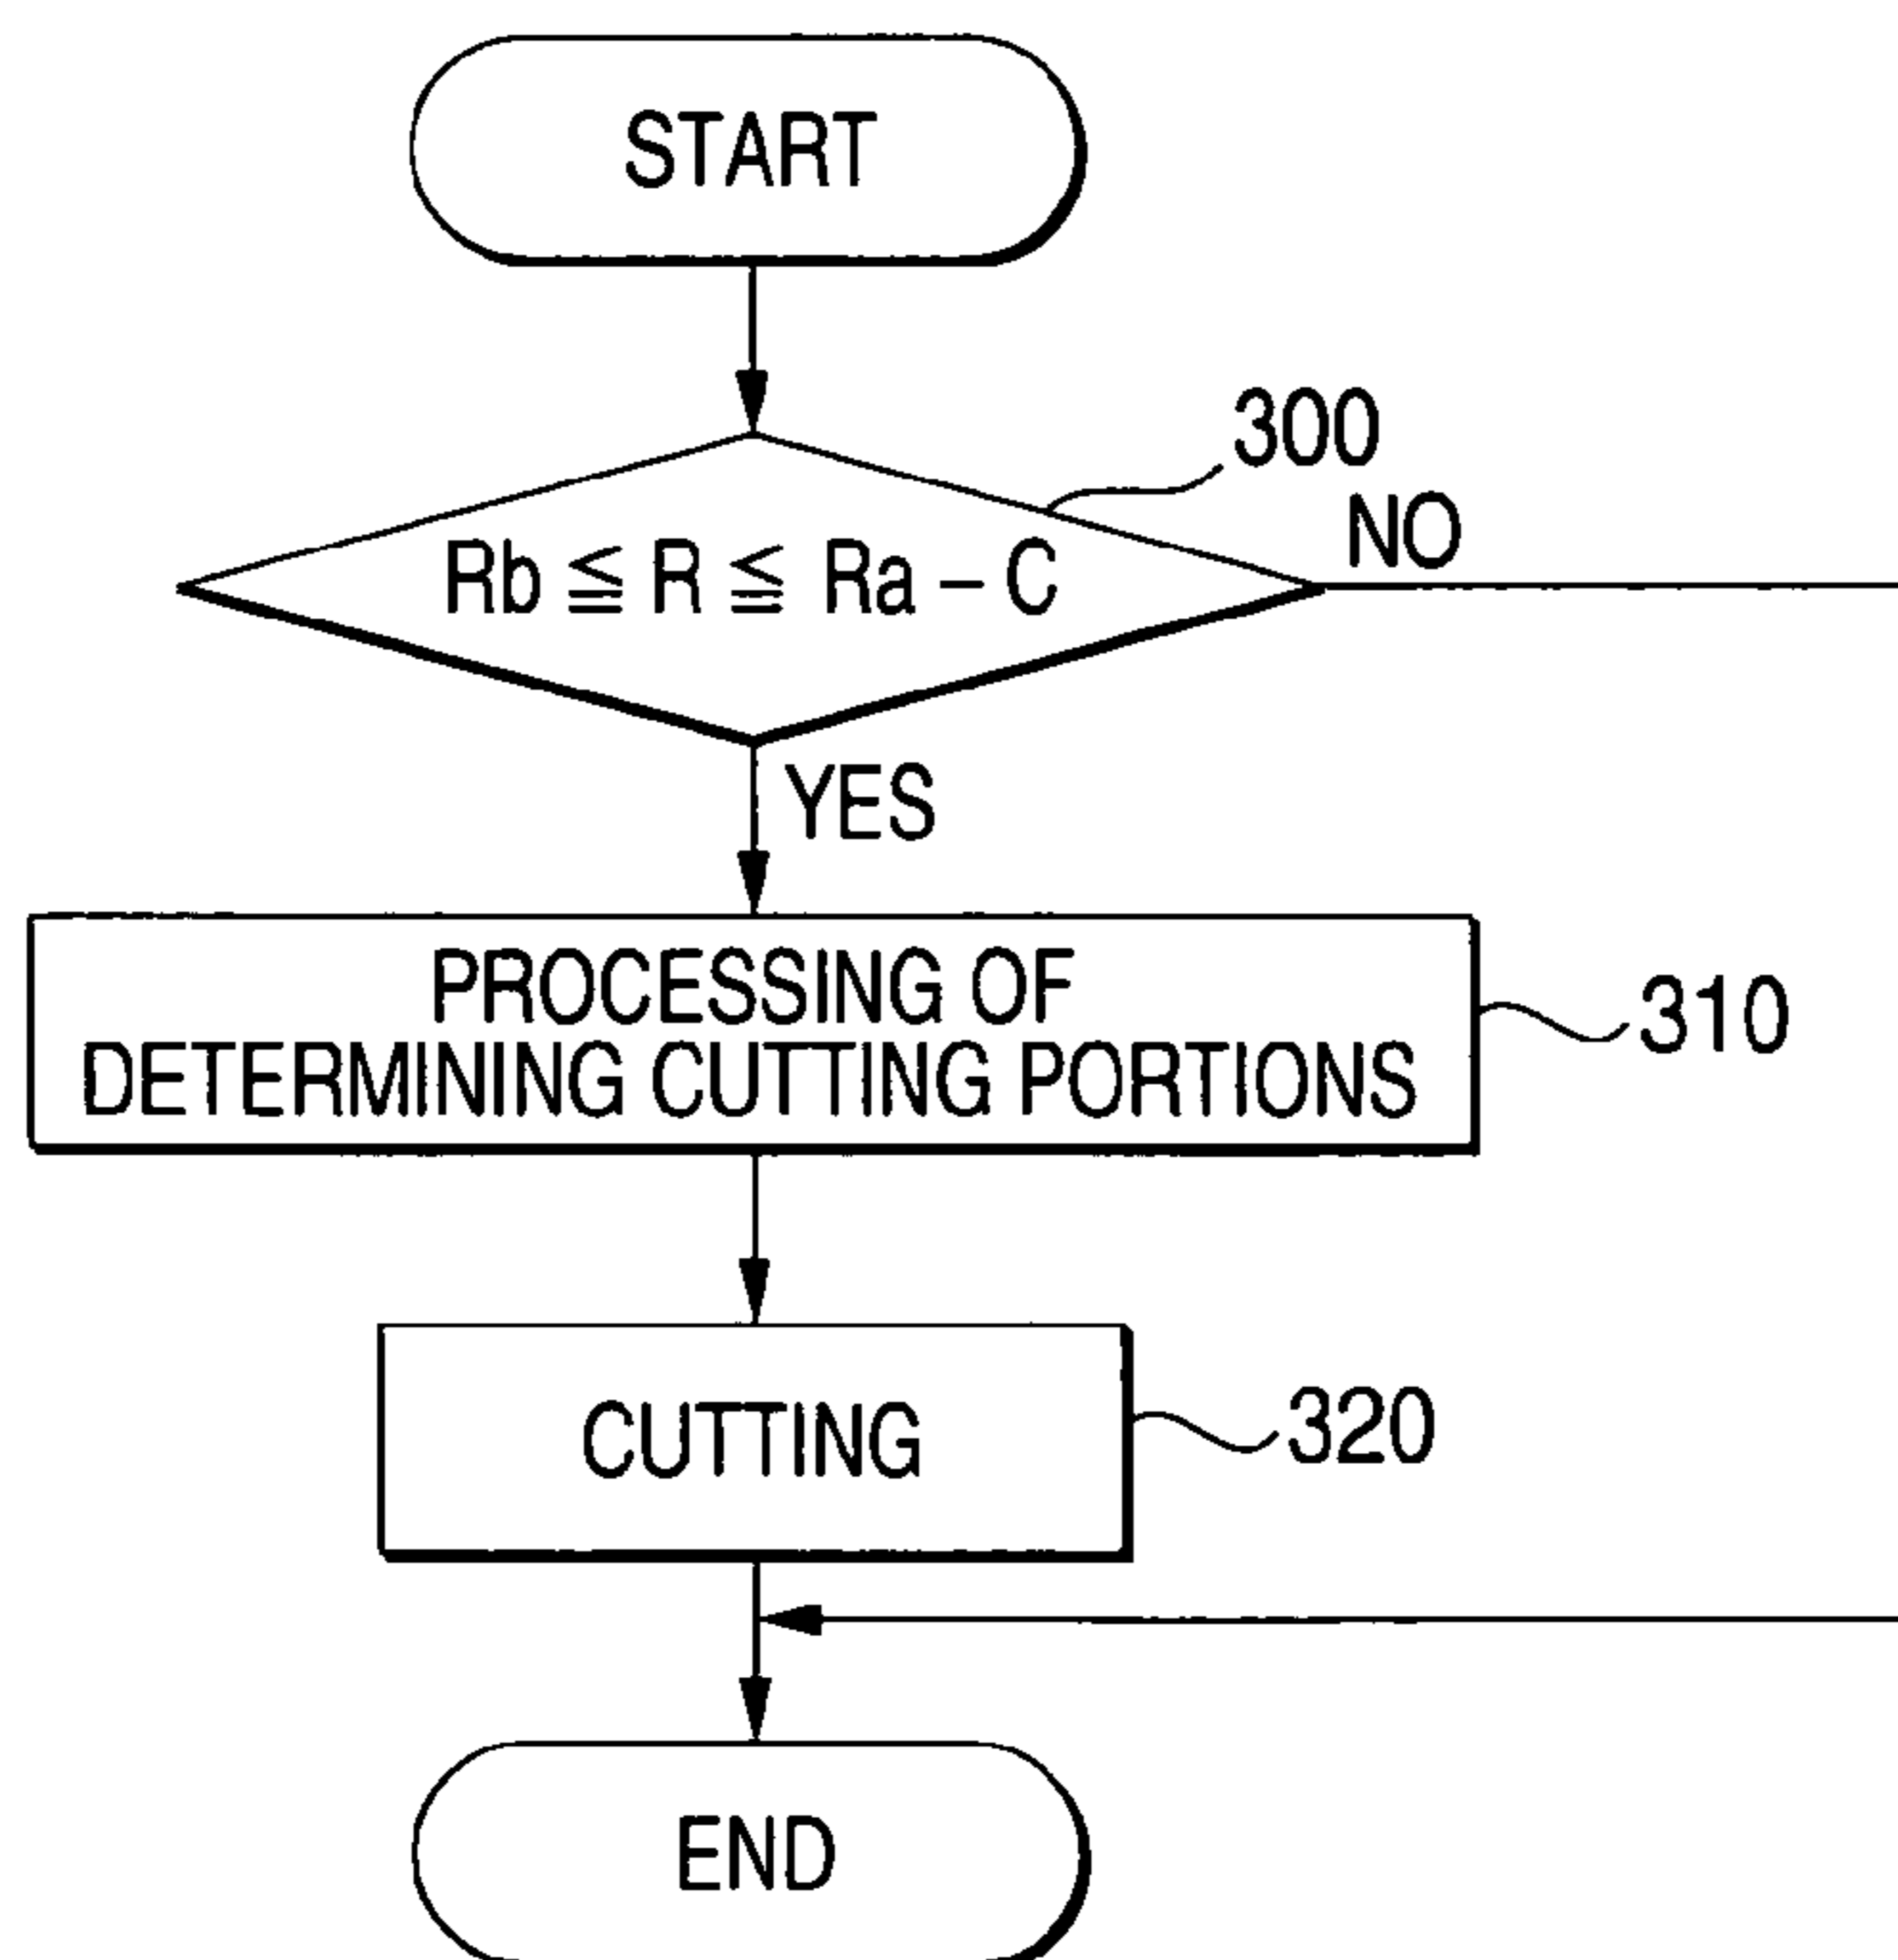 START
300
NO
Rb ≦ R ≦ Ra – C
YES
PROCESSING OF
DETERMINING CUTTING PORTIONS
310
CUTTING
320
END